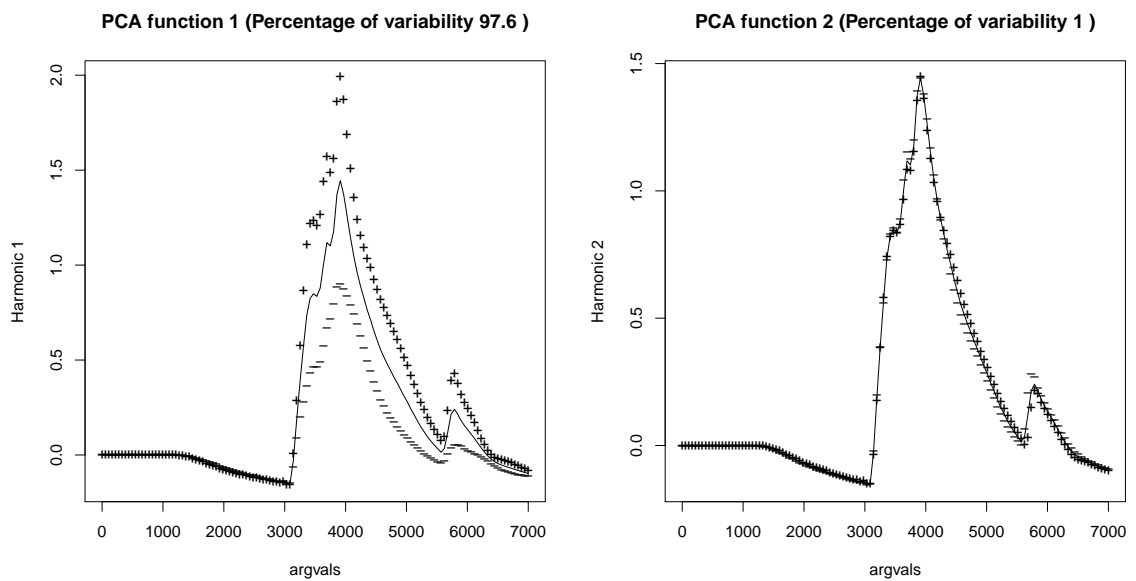 PCA function 1 (Percentage of variability 97.6 )
Harmonic 1
2.0
1.5
1.0
0.5
0.0
0 1000 2000 3000 4000 5000 6000 7000
argvals
PCA function 2 (Percentage of variability 1 )
Harmonic 2
1.5
1.0
0.5
0.0
0 1000 2000 3000 4000 5000 6000 7000
argvals